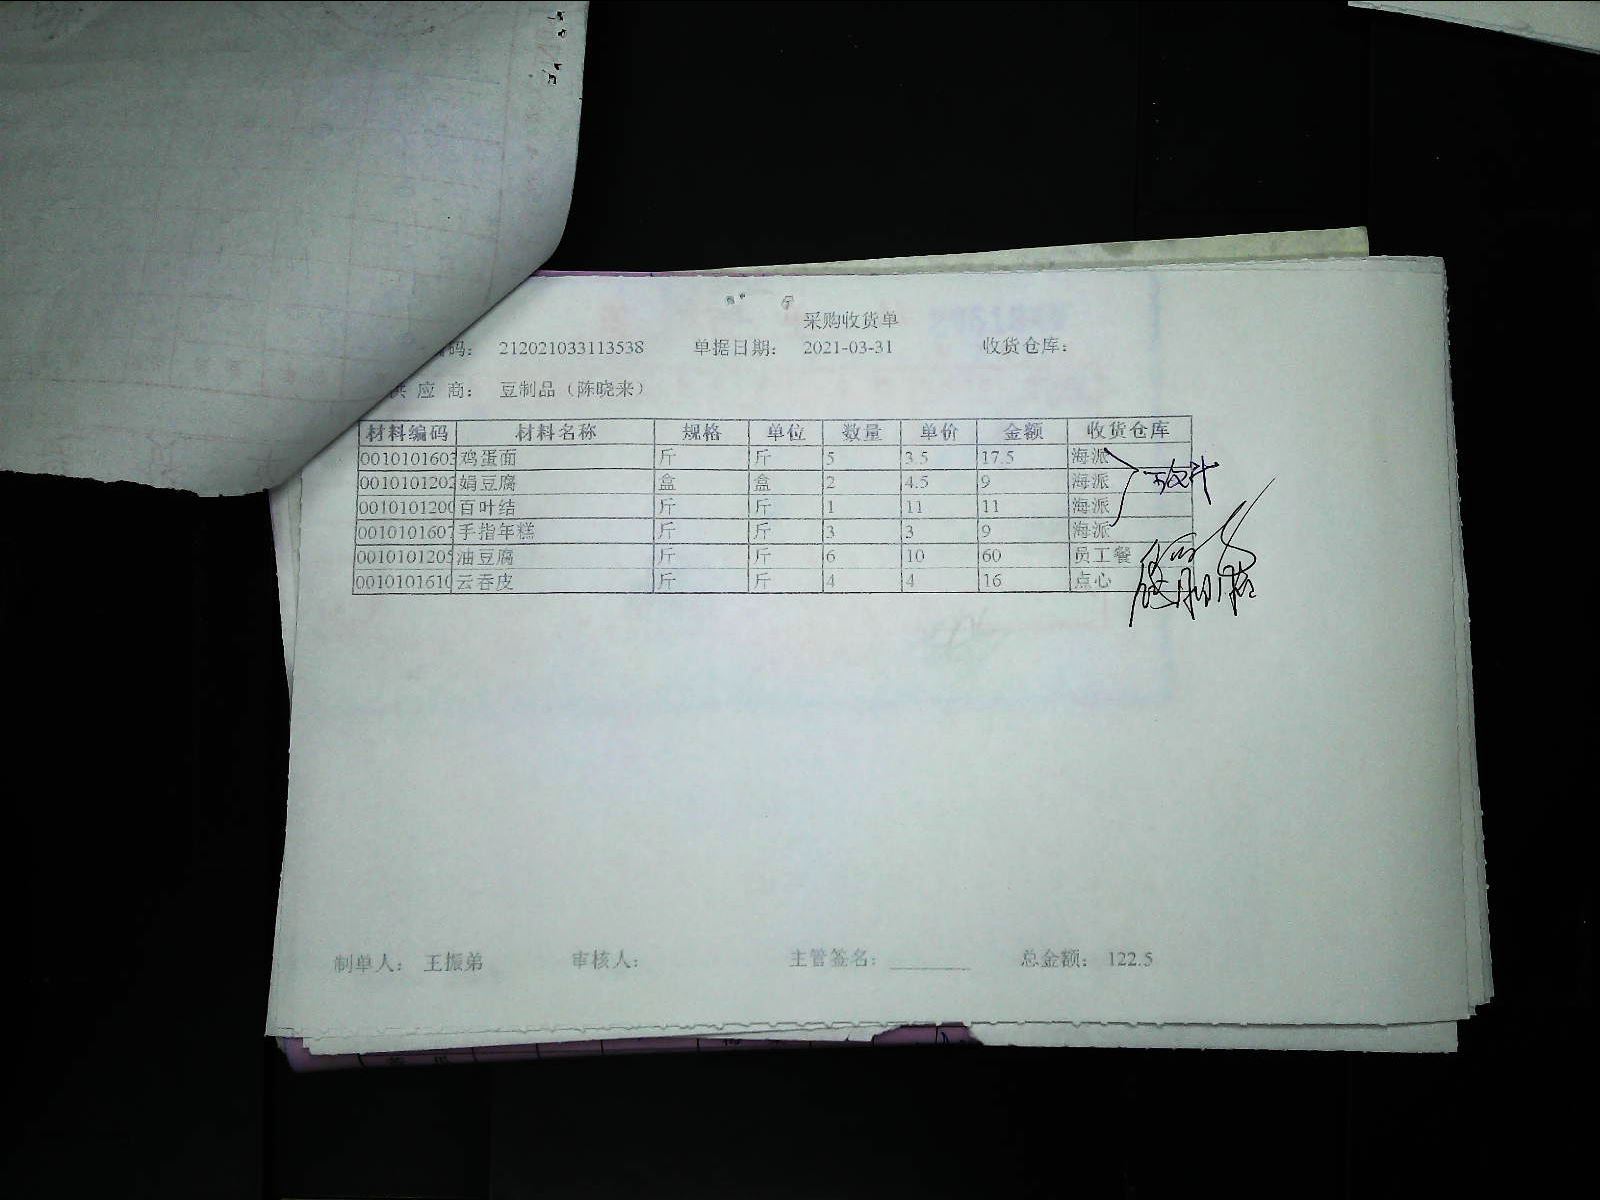 采购收货单
码： 212021033113538 单据日期： 2021-03-31 收货仓库：
供 应 商： 豆制品（陈晓来）
材料编码 材料名称 规格 单位 数量 单价 金额 收货仓库
0010101603 鸡蛋面 斤 斤 5 3.5 17.5 海派
0010101202 娟豆腐 盒 盒 2 4.5 9 海派
0010101200 百叶结 斤 斤 1 11 11 海派
0010101607 手指年糕 斤 斤 3 3 9 海派
0010101205 油豆腐 斤 斤 6 10 60 员工餐
0010101610 云吞皮 斤 斤 4 4 16 点心
制单人： 王振弟 审核人： 主管签名： 总金额： 122.5